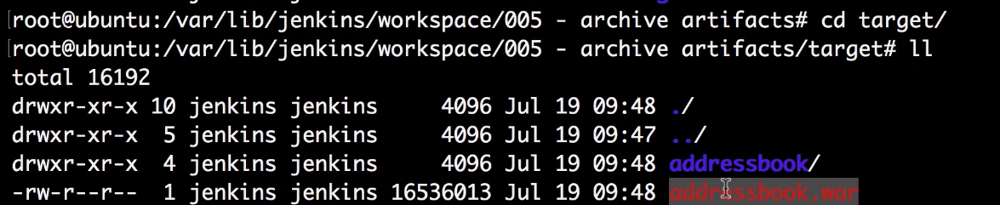 root@ubuntu:/var/lib/jenkins/workspace/005 - archive artifacts# cd target/
root@ubuntu:/var/lib/jenkins/workspace/005 - archive artifacts/target# ll
total 16192
drwxr-xr-x 10 jenkins jenkins     4096 Jul 19 09:48 ./
drwxr-xr-x  5 jenkins jenkins     4096 Jul 19 09:47 ../
drwxr-xr-x  4 jenkins jenkins     4096 Jul 19 09:48 addressbook/
-rw-r--r--  1 jenkins jenkins 16536013 Jul 19 09:48 addressbook.war